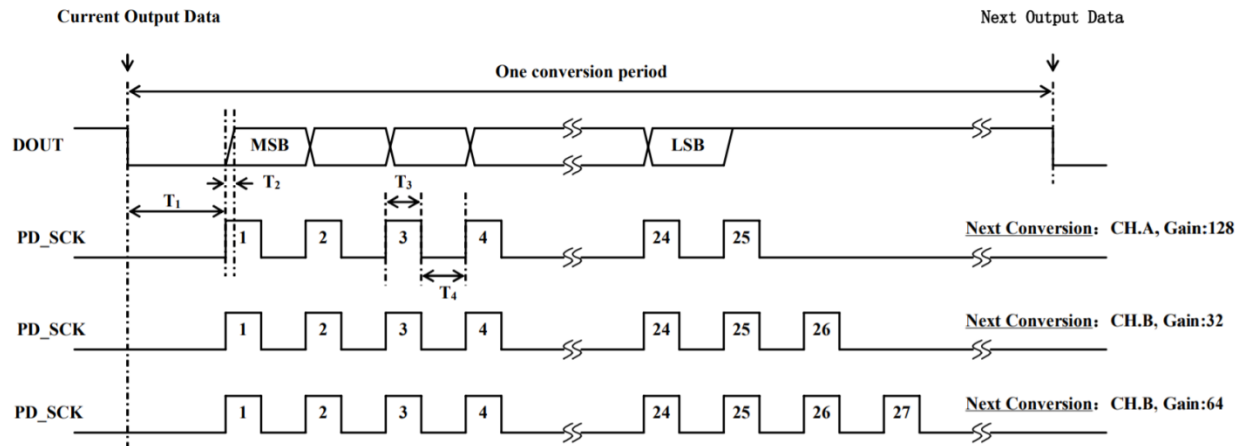 Current Output Data
Next Output Data
One conversion period
DOUT
MSB
LSB
T₂
T₃
T₁
PD_SCK
1 2 3 4 24 25
Next Conversion： CH.A, Gain:128
T₄
PD_SCK
1 2 3 4 24 25 26
Next Conversion： CH.B, Gain:32
PD_SCK
1 2 3 4 24 25 26 27
Next Conversion： CH.B, Gain:64